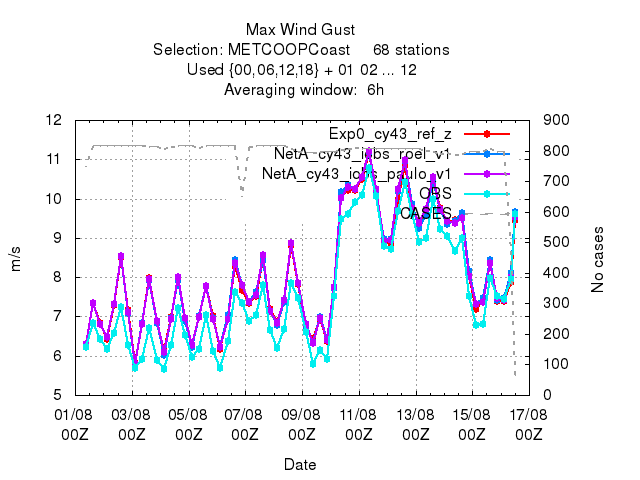 Max Wind Gust
Selection: METCOOPCoast 68 stations
Used {00,06,12,18} + 01 02 ... 12
Averaging window: 6h
Exp0_cy43_ref_z
NetA_cy43_iobs_roel_v1
NetA_cy43_iobs_paulo_v1
OBS
CASES
m/s
12
11
10
9
8
7
6
5
No cases
900
800
700
600
500
400
300
200
100
0
01/08 03/08 05/08 07/08 09/08 11/08 13/08 15/08 17/08
00Z 00Z 00Z 00Z 00Z 00Z 00Z 00Z 00Z
Date